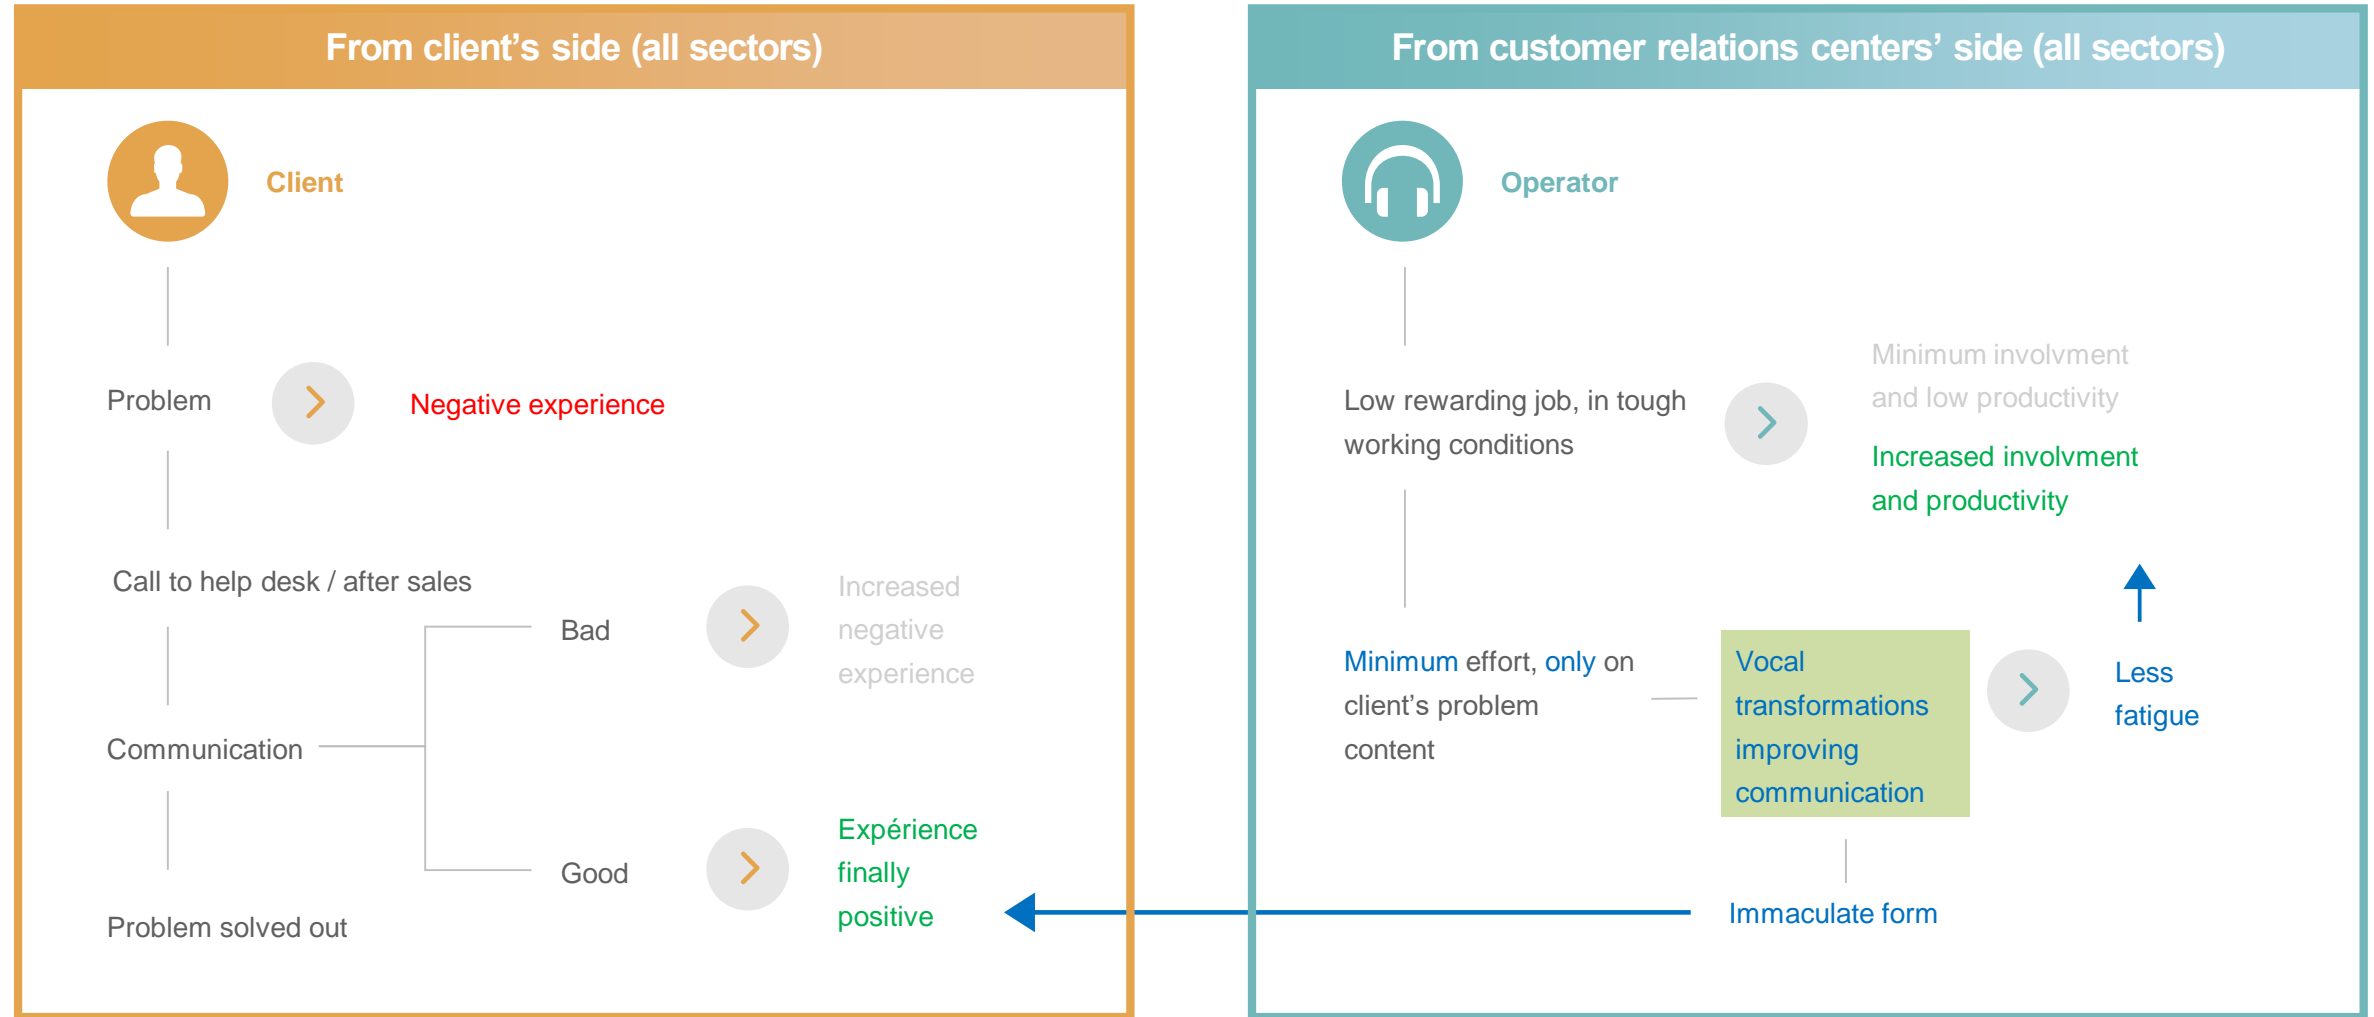 From client’s side (all sectors)
Client
Problem
Negative experience
Call to help desk / after sales
Bad
Increased
negative
experience
Communication
Good
Expérience
finally
positive
Problem solved out
From customer relations centers’ side (all sectors)
Operator
Low rewarding job, in tough
working conditions
Minimum involvment
and low productivity
Increased involvment
and productivity
Minimum effort, only on
client’s problem
content
Vocal
transformations
improving
communication
Less
fatigue
Immaculate form